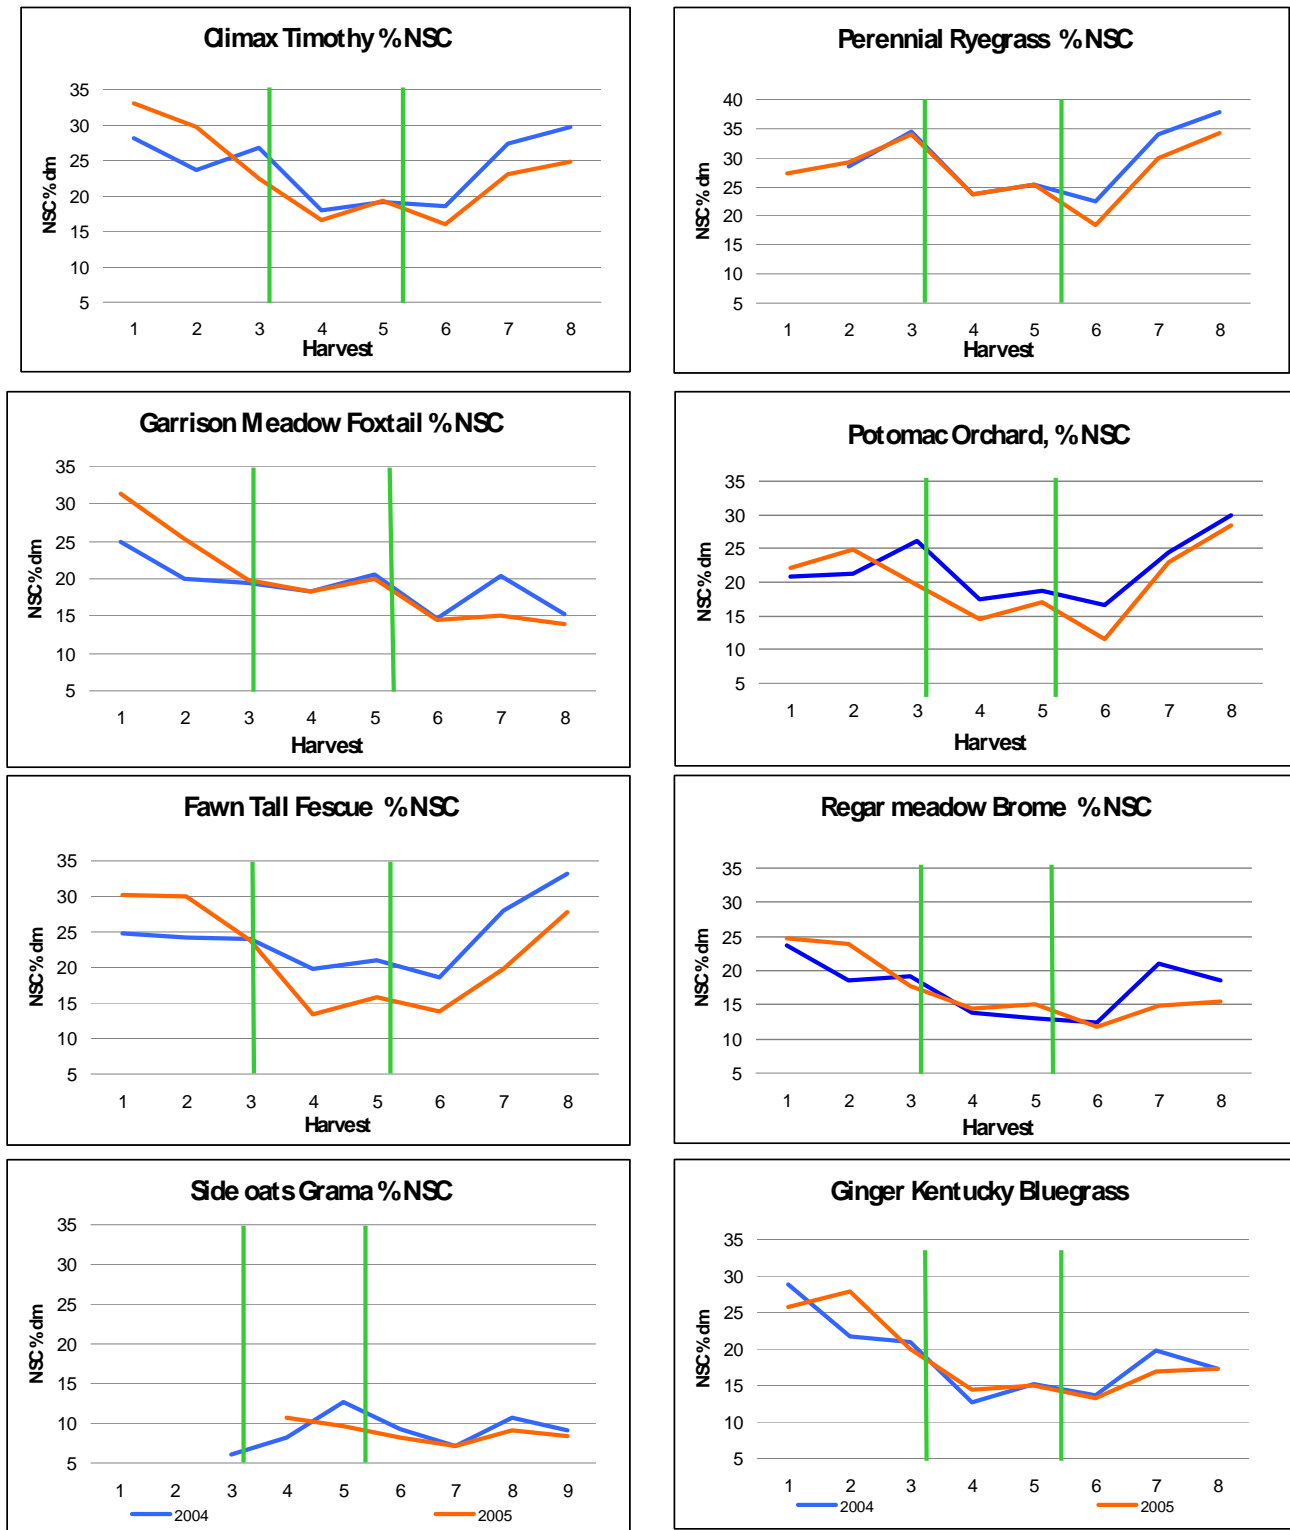 Climax Timothy % NSC
NSC % dm
35
30
25
20
15
10
5
1 2 3 4 5 6 7 8
Harvest
Perennial Ryegrass % NSC
NSC % dm
40
35
30
25
20
15
10
5
1 2 3 4 5 6 7 8
Harvest
Garrison Meadow Foxtail % NSC
NSC % dm
35
30
25
20
15
10
5
1 2 3 4 5 6 7 8
Harvest
Potomac Orchard, % NSC
NSC % dm
35
30
25
20
15
10
5
1 2 3 4 5 6 7 8
Harvest
Fawn Tall Fescue % NSC
NSC % dm
35
30
25
20
15
10
5
1 2 3 4 5 6 7 8
Harvest
Regar meadow Brome % NSC
NSC % dm
35
30
25
20
15
10
5
1 2 3 4 5 6 7 8
Harvest
Side oats Grama % NSC
NSC % dm
35
30
25
20
15
10
5
1 2 3 4 5 6 7 8 9
2004 2005
Ginger Kentucky Bluegrass
NSC % dm
35
30
25
20
15
10
5
1 2 3 4 5 6 7 8
2004 2005